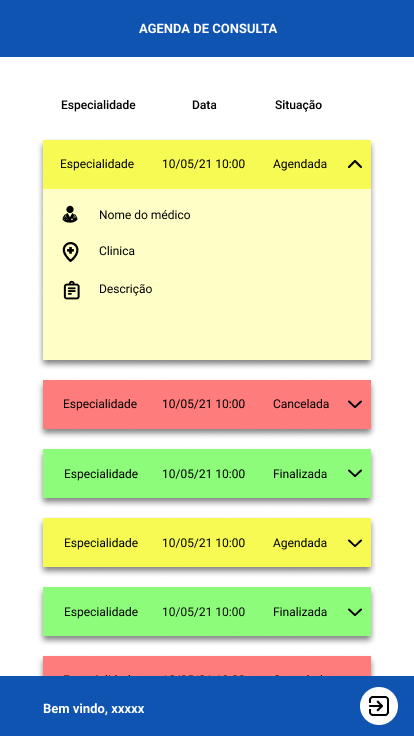 AGENDA DE CONSULTA
Especialidade Data Situação
Especialidade 10/05/21 10:00 Agendada
Nome do médico
Clinica
Descrição
Especialidade 10/05/21 10:00 Cancelada
Especialidade 10/05/21 10:00 Finalizada
Especialidade 10/05/21 10:00 Agendada
Especialidade 10/05/21 10:00 Finalizada
Bem vindo, xxxxx